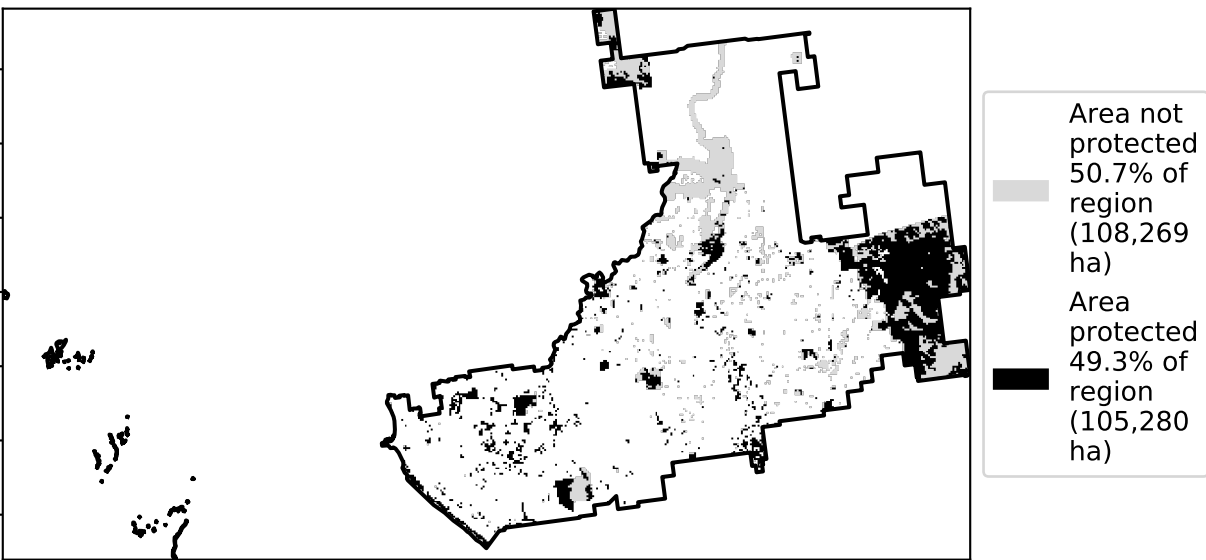 Area not
protected
50.7% of
region
(108,269
ha)
Area
protected
49.3% of
region
(105,280
ha)